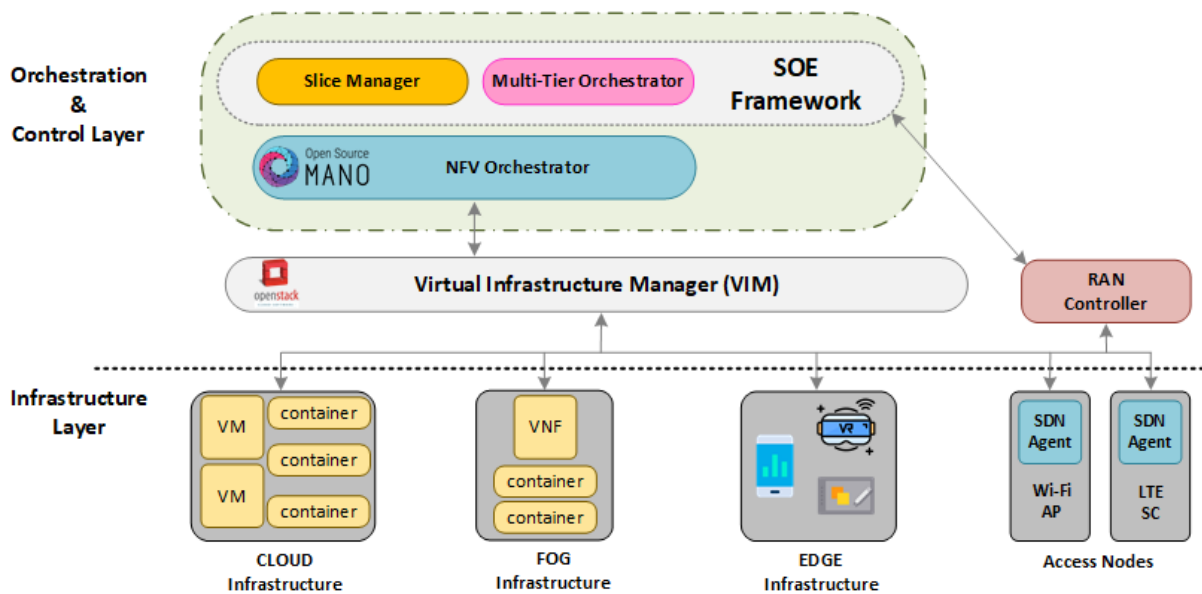 Orchestration
&
Control Layer
Slice Manager
Multi-Tier Orchestrator
SOE
Framework
Open Source
MANO
NFV Orchestrator
openstack
Virtual Infrastructure Manager (VIM)
RAN
Controller
Infrastructure
Layer
VM
container
container
VM
container
CLOUD
Infrastructure
VNF
container
container
FOG
Infrastructure
VR
EDGE
Infrastructure
SDN
Agent
Wi-Fi
AP
SDN
Agent
LTE
SC
Access Nodes